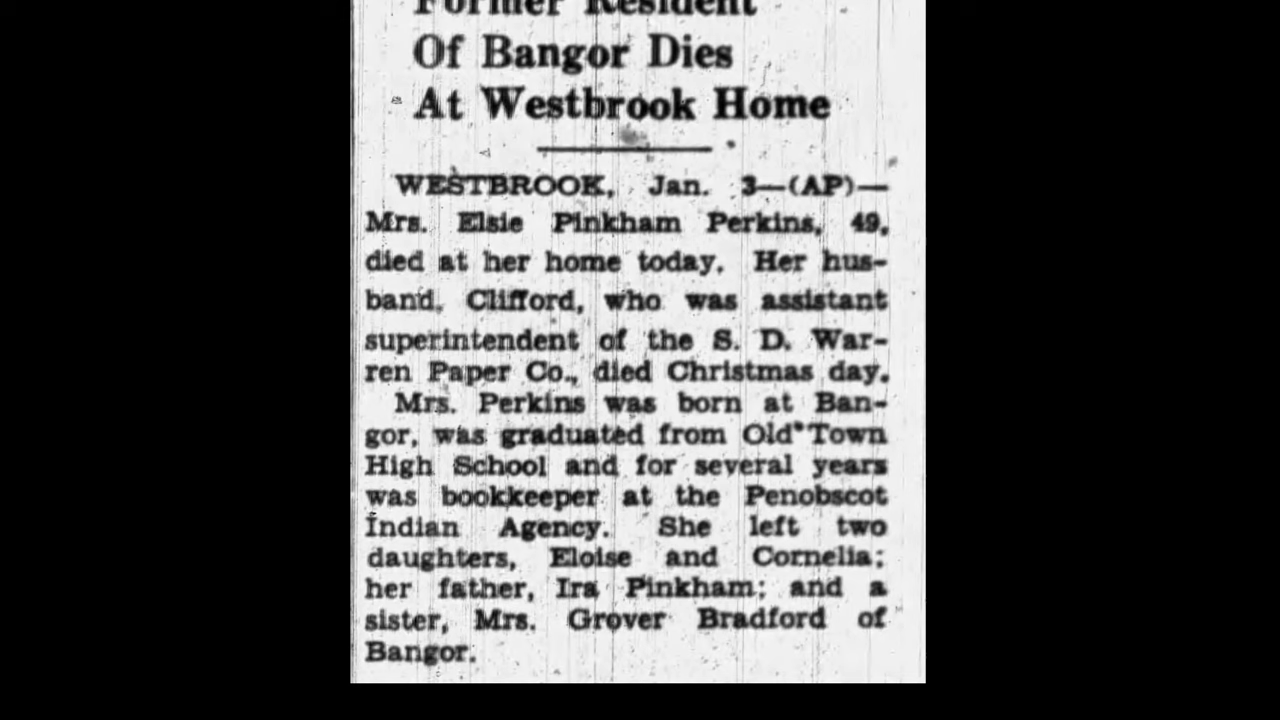 Former Resident
Of Bangor Dies
At Westbrook Home
WESTBROOK, Jan. 3—(AP)—
Mrs. Elsie Pinkham Perkins, 49,
died at her home today. Her hus-
band, Clifford, who was assistant
superintendent of the S. D. War-
ren Paper Co., died Christmas day.
Mrs. Perkins was born at Ban-
gor, was graduated from Old Town
High School and for several years
was bookkeeper at the Penobscot
Indian Agency. She left two
daughters, Eloise and Cornelia;
her father, Ira Pinkham; and a
sister, Mrs. Grover Bradford of
Bangor.